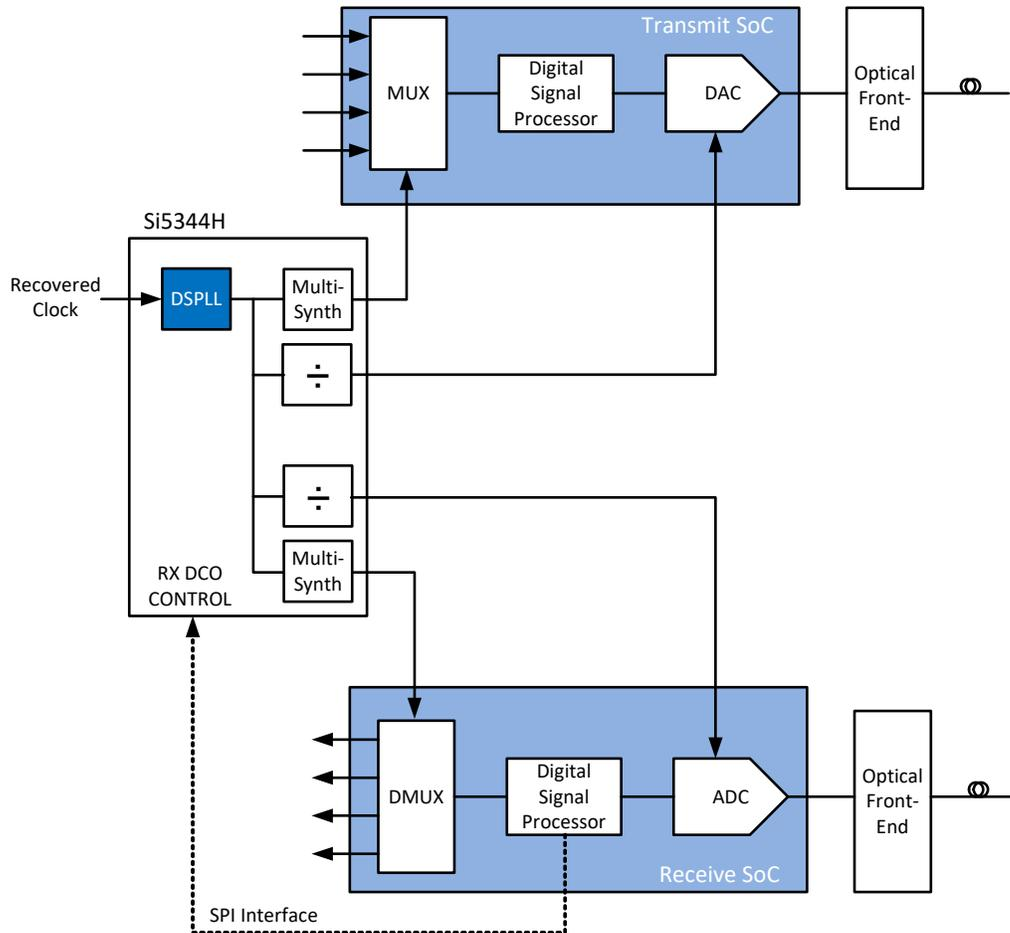 Transmit SoC
MUX
Digital
Signal
Processor
DAC
Optical
Front-
End
Si5344H
Recovered
Clock
DSPLL
Multi-
Synth
÷
÷
Multi-
Synth
RX DCO
CONTROL
DMUX
Digital
Signal
Processor
ADC
Optical
Front-
End
Receive SoC
SPI Interface